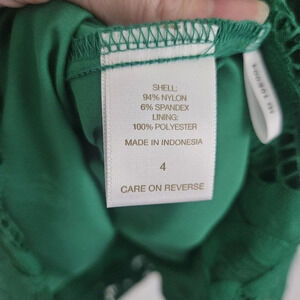 SHELL;
94% NYLON
6% SPANDEX
LINING:
100% POLYESTER
MADE IN INDONESIA
4
CARE ON REVERSE